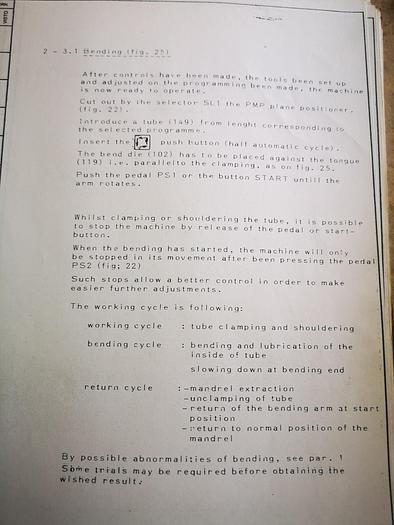 2 - 3.1 Bending (fig. 25)
After controls have been made, the tools been set up
and adjusted on the programming been made, the machine
is now ready to operate.
Cut out by the selector SL1 the PMP plane positioner.
(fig. 22).
Introduce a tube (149) from lenght corresponding to
the selected programme.
Insert the push button (half automatic cycle).
The bend die (102) has to be placed against the tongue
(119) i.e. parallelto the clamping, as on fig. 25.
Push the pedal PS1 or the button START untill the
arm rotates.
Whilst clamping or shouldering the tube, it is possible
to stop the machine by release of the pedal or start-
button.
When the bending has started, the machine will only
be stopped in its movement after been pressing the pedal
PS2 (fig; 22)
Such stops allow a better control in order to make
easier further adjustments.
The working cycle is following:
working cycle : tube clamping and shouldering
bending cycle : bending and lubrication of the
inside of tube
slowing down at bending end
return cycle :-mandrel extraction
-unclamping of tube
-return of the bending arm at start
position
-return to normal position of the
mandrel
By possible abnormalities of bending, see par. 1
Some trials may be required before obtaining the
wished result.